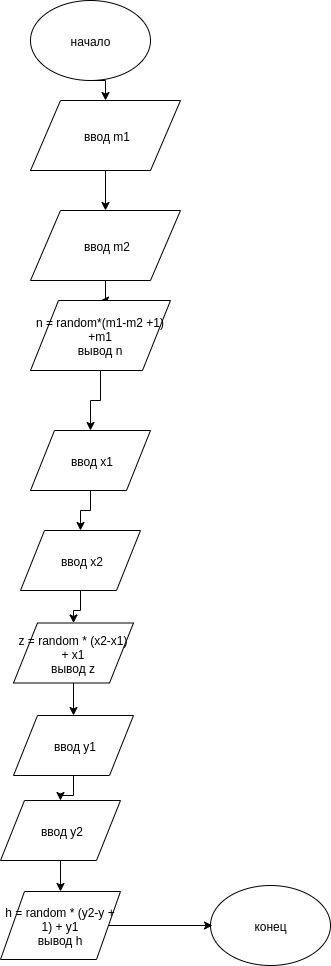 начало
ввод m1
ввод m2
n = random*(m1-m2 +1)
+m1
вывод n
ввод x1
ввод x2
z = random * (x2-x1)
+ x1
вывод z
ввод y1
ввод y2
h = random * (y2-y +
1) + y1
вывод h
конец